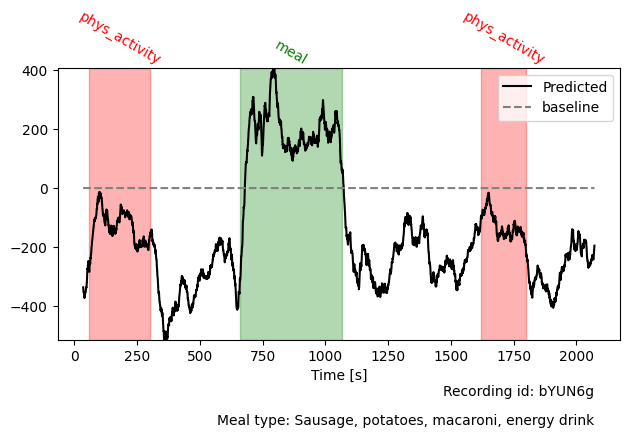 phys_activity
meal
phys_activity
400
200
0
−200
−400
Predicted
baseline
0 250 500 750 1000 1250 1500 1750 2000
Time [s]
Recording id: bYUN6g
Meal type: Sausage, potatoes, macaroni, energy drink